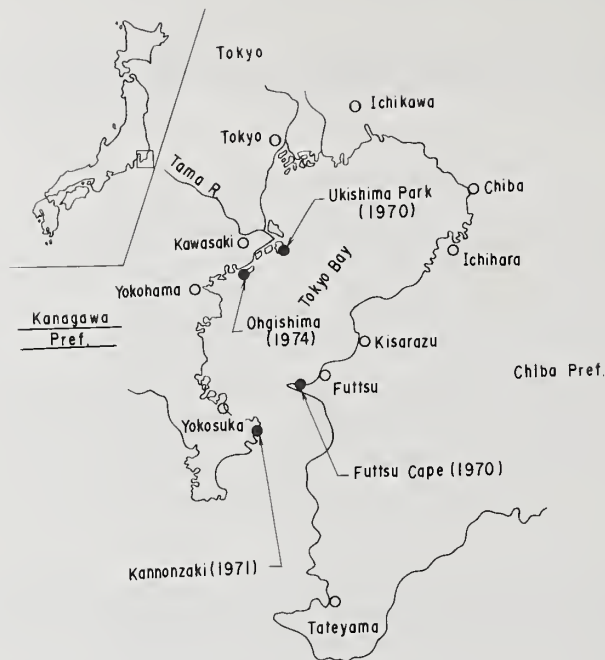 Tokyo
Ichikawa
Tokyo
Tama R
Chiba
Ukishima Park
(1970)
Kawasaki
Ichihara
Tokyo Bay
Yokohama
Kanagawa
Pref.
Ohgishima
(1974)
Kisarazu
Chiba Pref.
Futtsu
Yokosuka
Futtsu Cape (1970)
Kannonzaki (1971)
Tateyama